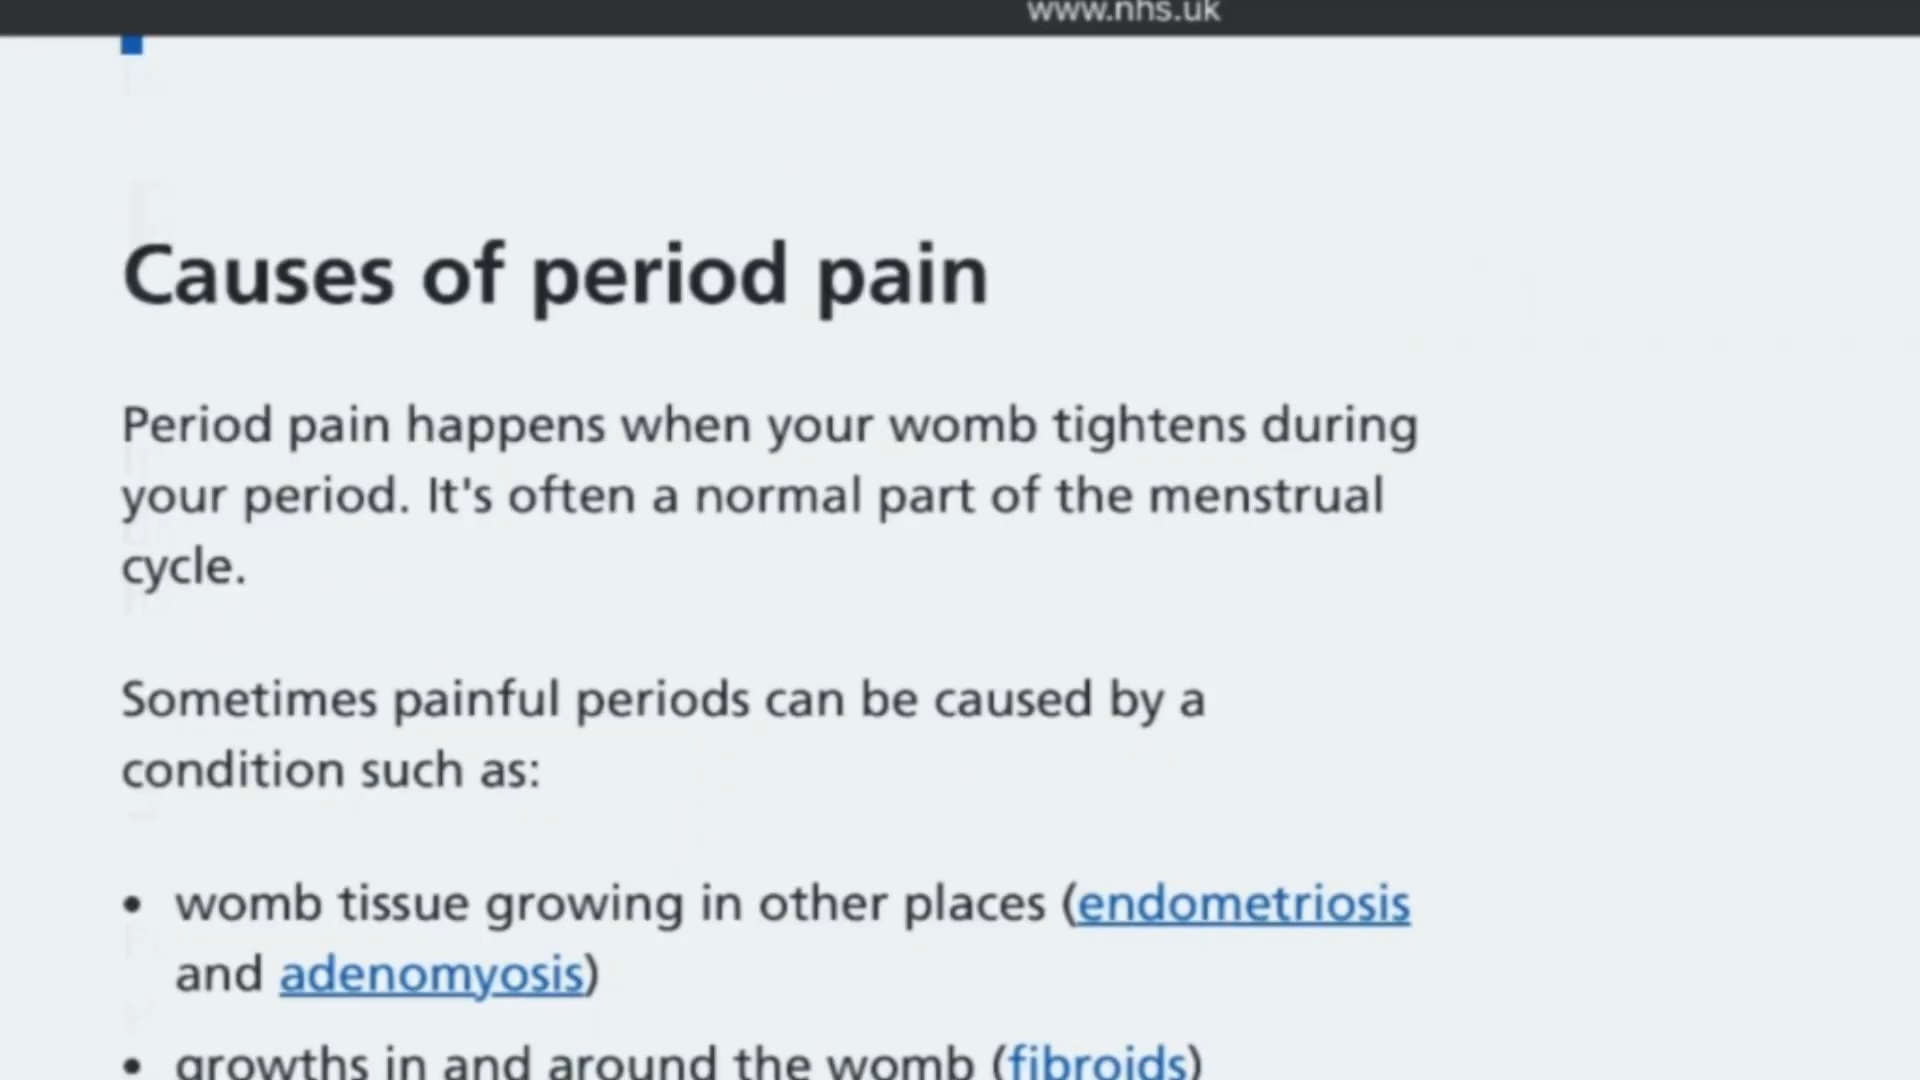 www.nhs.uk
Causes of period pain
Period pain happens when your womb tightens during
your period. It's often a normal part of the menstrual
cycle.
Sometimes painful periods can be caused by a
condition such as:
• womb tissue growing in other places (endometriosis
and adenomyosis)
• growths in and around the womb (fibroids)